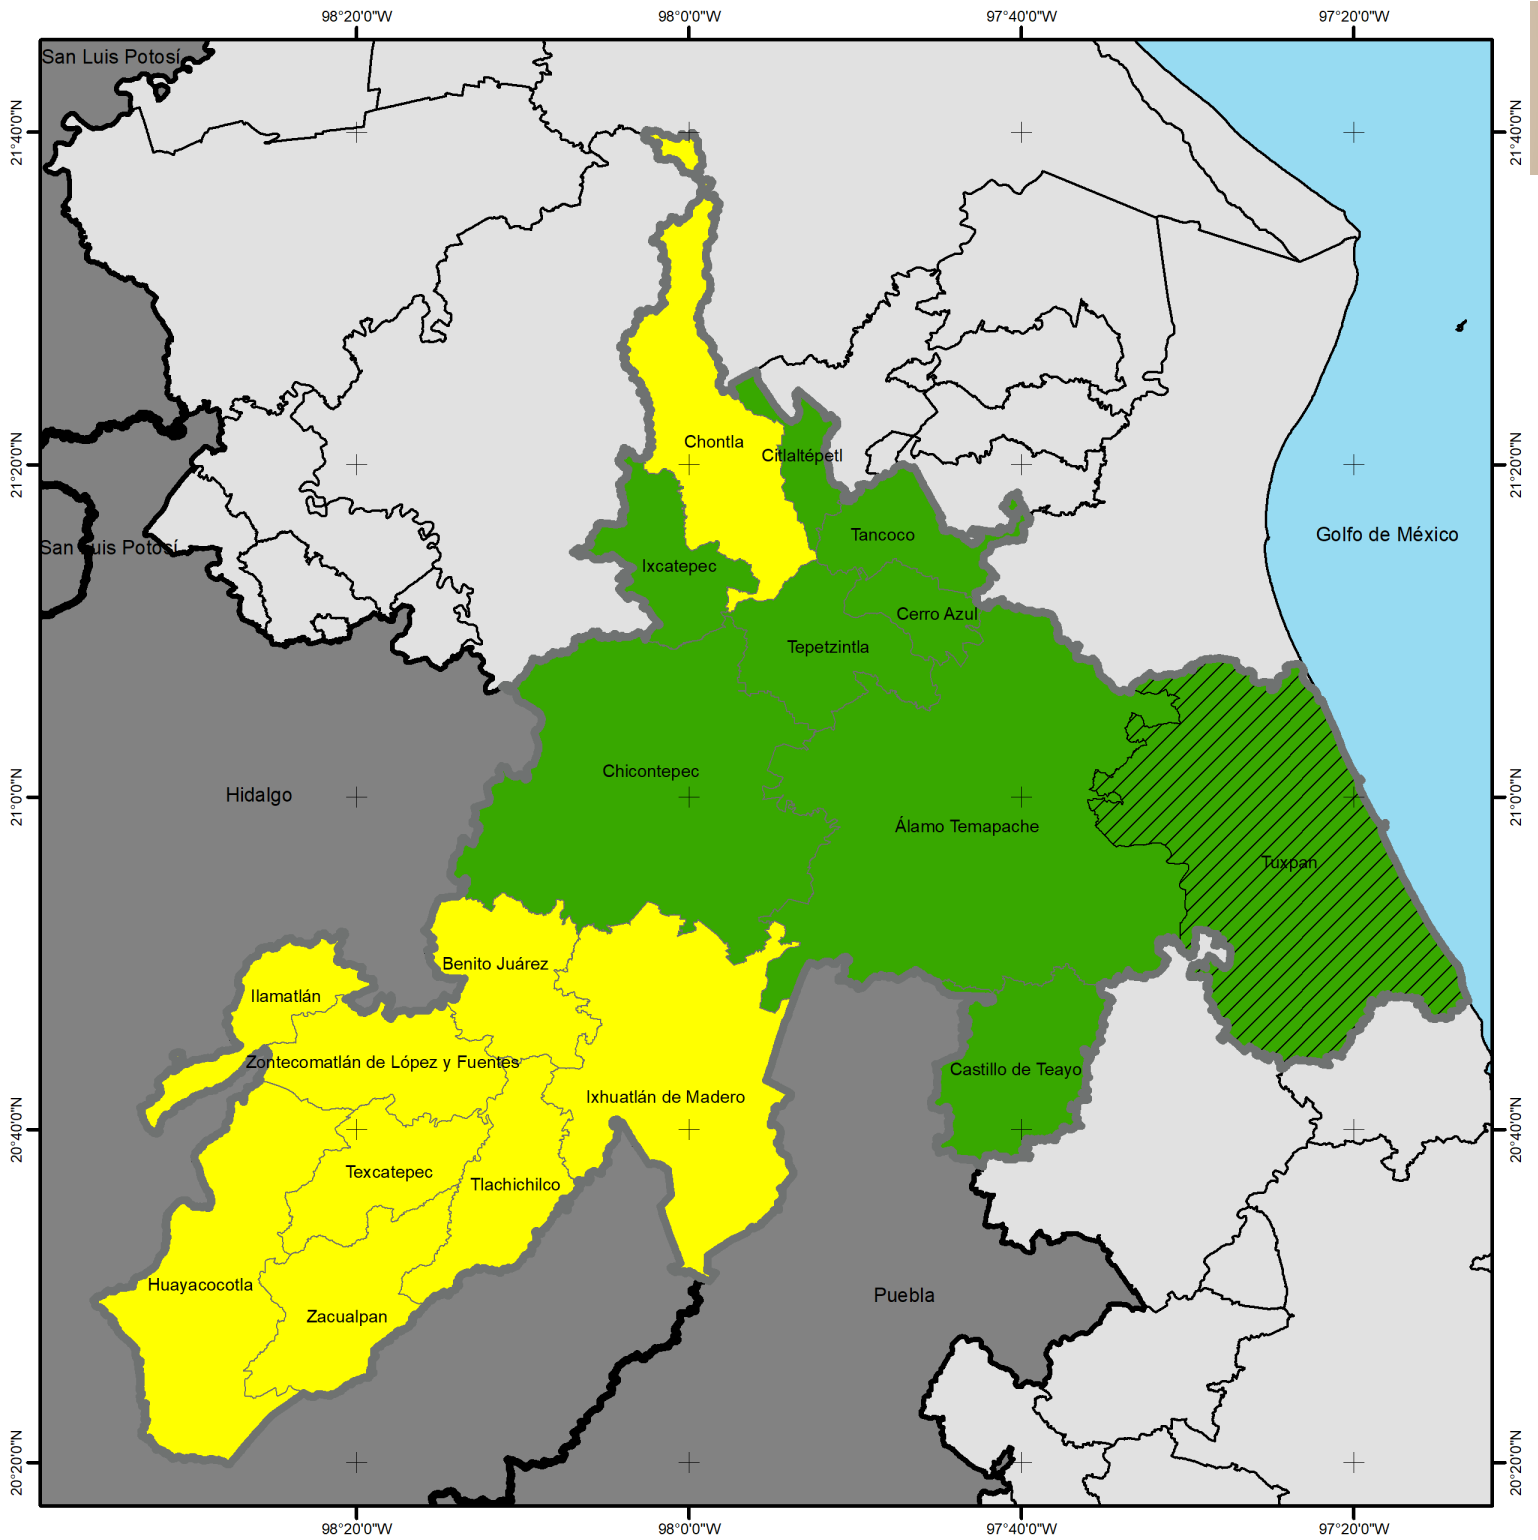 98°20'0"W
98°0'0"W
97°40'0"W
97°20'0"W
San Luis Potosí
21°40'0"N
21°40'0"N
Chontla
Citlaltépetl
21°20'0"N
21°20'0"N
Tancoco
Golfo de México
San Luis Potosí
Ixcatepec
Cerro Azul
Tepetzintla
Chicontepec
Hidalgo
21°0'0"N
21°0'0"N
Álamo Temapache
Tuxpan
Benito Juárez
Ilamatlán
Zontecomatlán de López y Fuentes
Castillo de Teayo
Ixhuatlán de Madero
20°40'0"N
20°40'0"N
Texcatepec
Tlachichilco
Huayacocotla
Puebla
Zacualpan
20°20'0"N
20°20'0"N
98°20'0"W
98°0'0"W
97°40'0"W
97°20'0"W